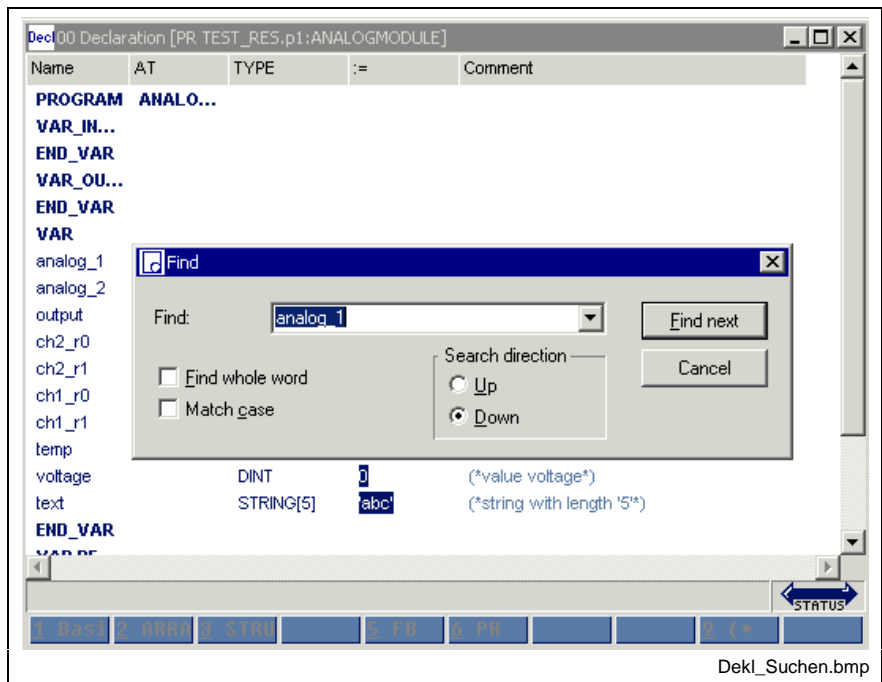 Decl 00 Declaration [PR TEST_RES.p1:ANALOGMODULE]
Name AT TYPE := Comment
PROGRAM ANALO...
VAR_IN...
END_VAR
VAR_OU...
END_VAR
VAR
analog_1
analog_2
output
ch2_r0
ch2_r1
ch1_r0
ch1_r1
temp
Find
Find: analog_1
Find next
Cancel
Find whole word
Match case
Search direction
Up
Down
voltage DINT 0 (*value voltage*)
text STRING[5] 'abc' (*string with length '5'*)
END_VAR
STATUS
1 Basi 2 ARRA 3 STRU 5 FB 6 PR 9 (*
Dekl_Suchen.bmp